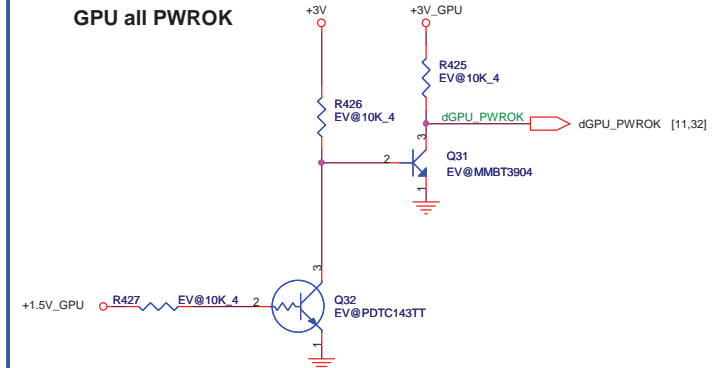 GPU all PWROK
+3V
+3V_GPU
R425
EV@10K_4
R426
EV@10K_4
dGPU_PWROK
dGPU_PWROK [11,32]
3
2
Q31
EV@MMBT3904
1
3
+1.5V_GPU
R427
EV@10K_4
2
Q32
EV@PDTC143TT
1